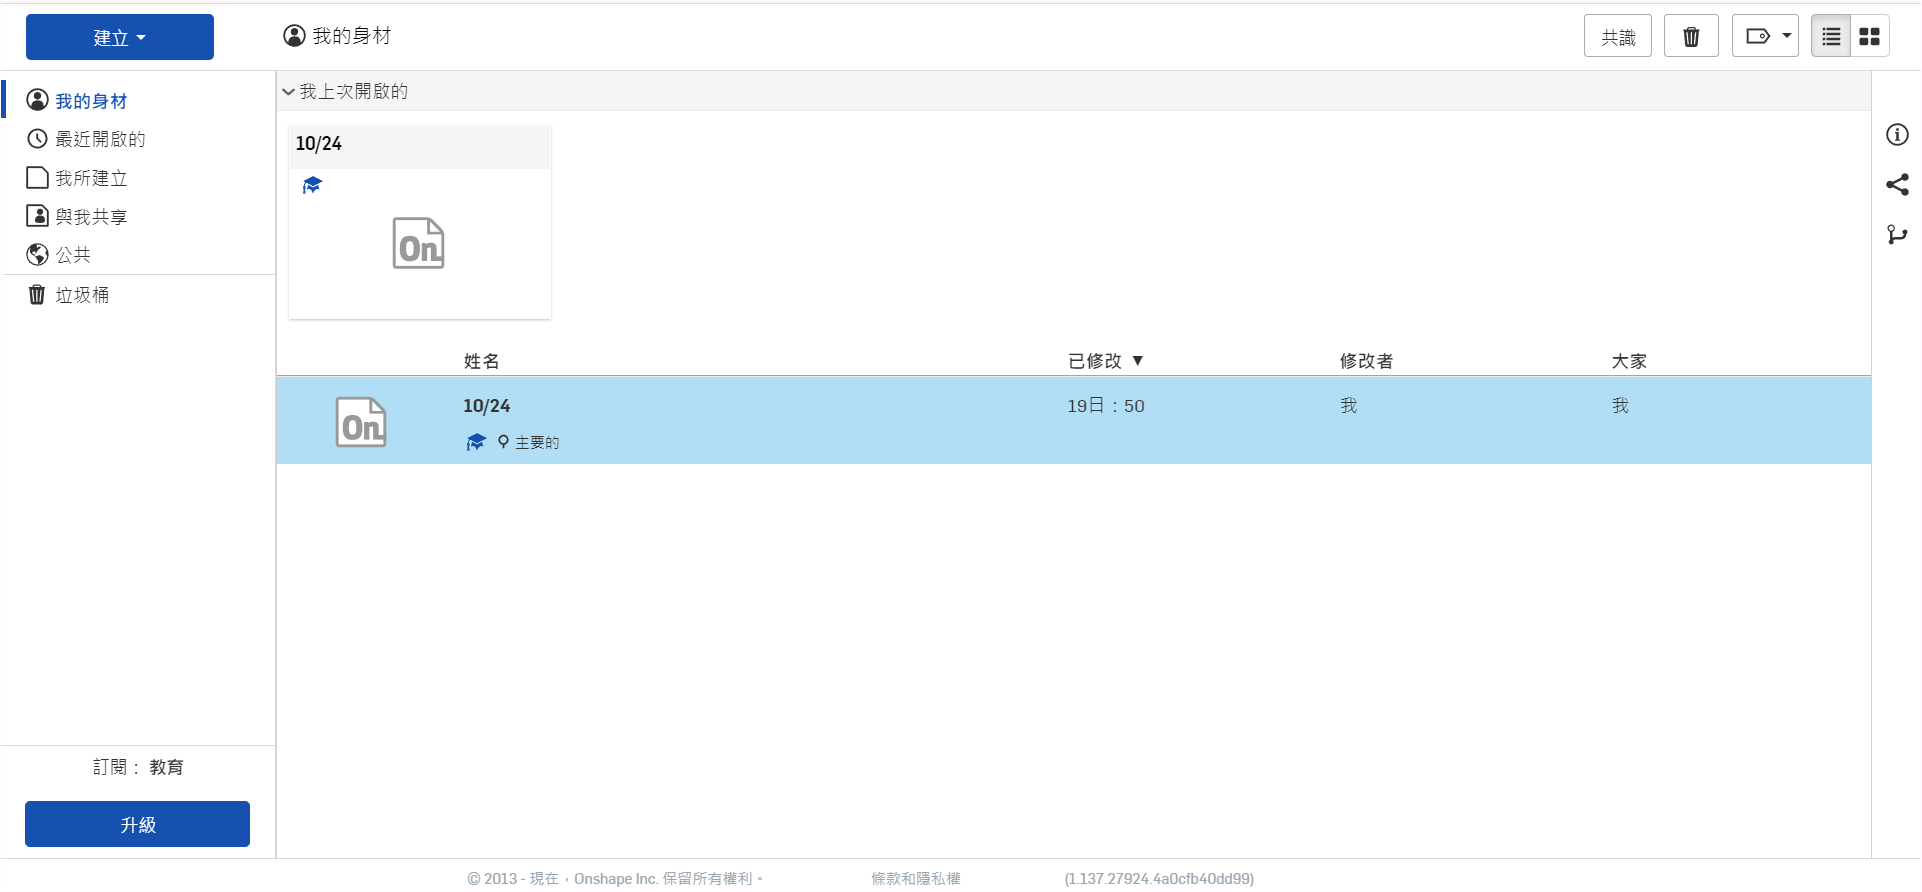 建立
我的身材
共識
我的身材
最近開啟的
我所建立
與我共享
公共
垃圾桶
我上次開啟的
10/24
On
姓名
已修改 ▼
修改者
大家
On
10/24
19日：50
我
我
主要的
訂閱： 教育
升級
© 2013 - 現在，Onshape Inc. 保留所有權利。
條款和隱私權
(1.137.27924.4a0cfb40dd99)